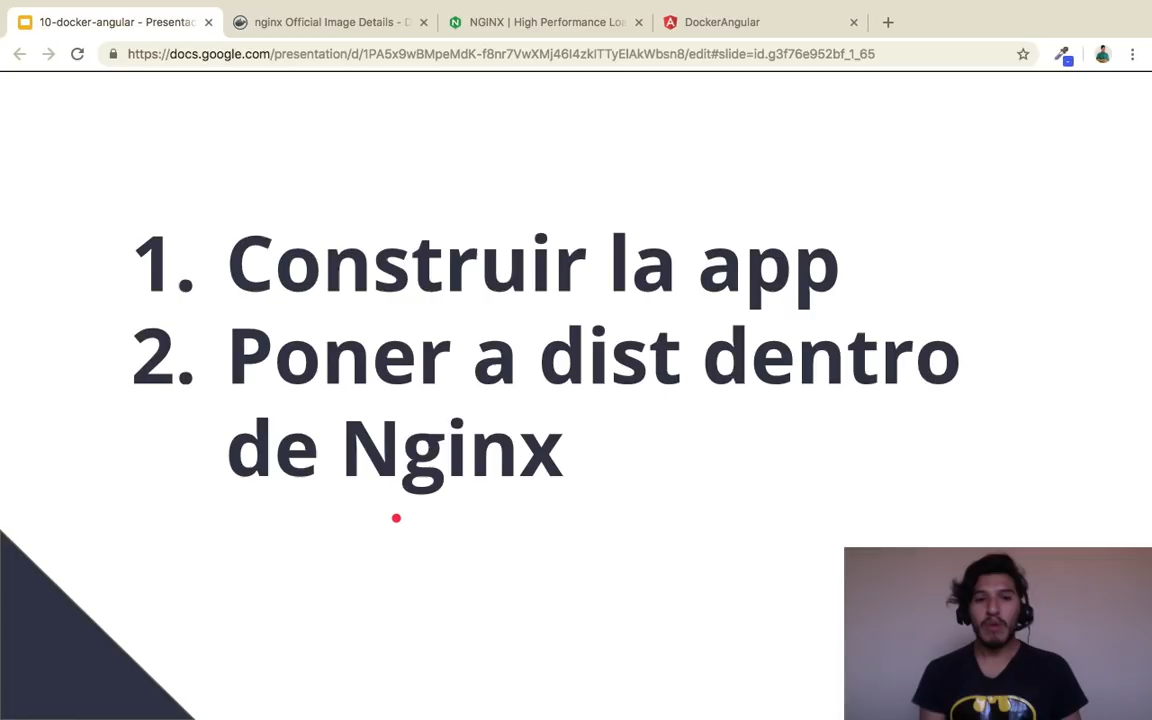 10-docker-angular - Presentac
nginx Official Image Details - D
NGINX | High Performance Loa
DockerAngular
https://docs.google.com/presentation/d/1PA5x9wBMpeMdK-f8nr7VwXMj46I4zkITTyEIAkWbsn8/edit#slide=id.g3f76e952bf_1_65
1. Construir la app
2. Poner a dist dentro
de Nginx